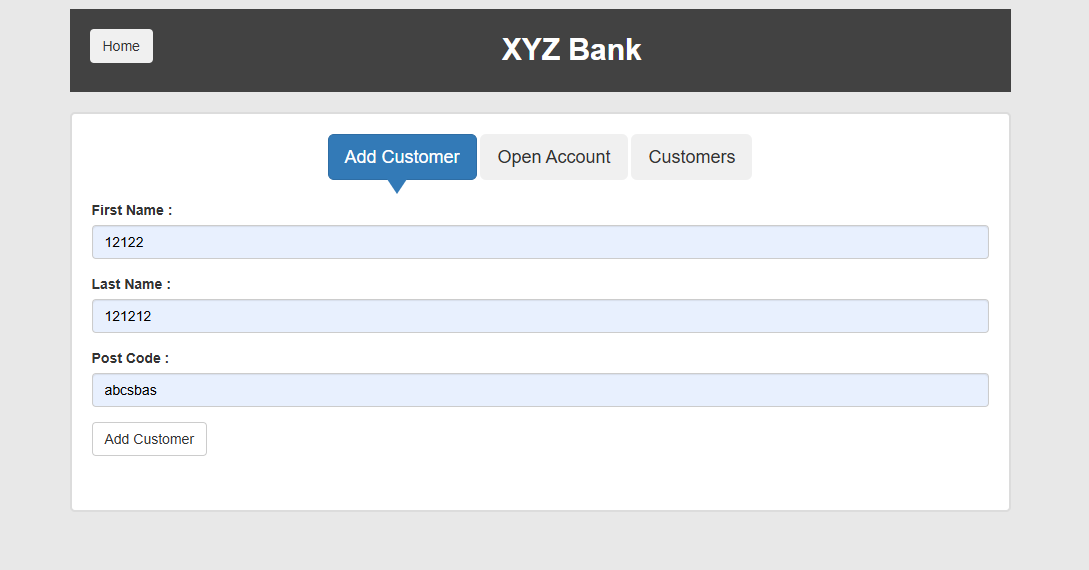 Home
XYZ Bank
Add Customer
Open Account
Customers
First Name :
12122
Last Name :
121212
Post Code :
abcsbas
Add Customer